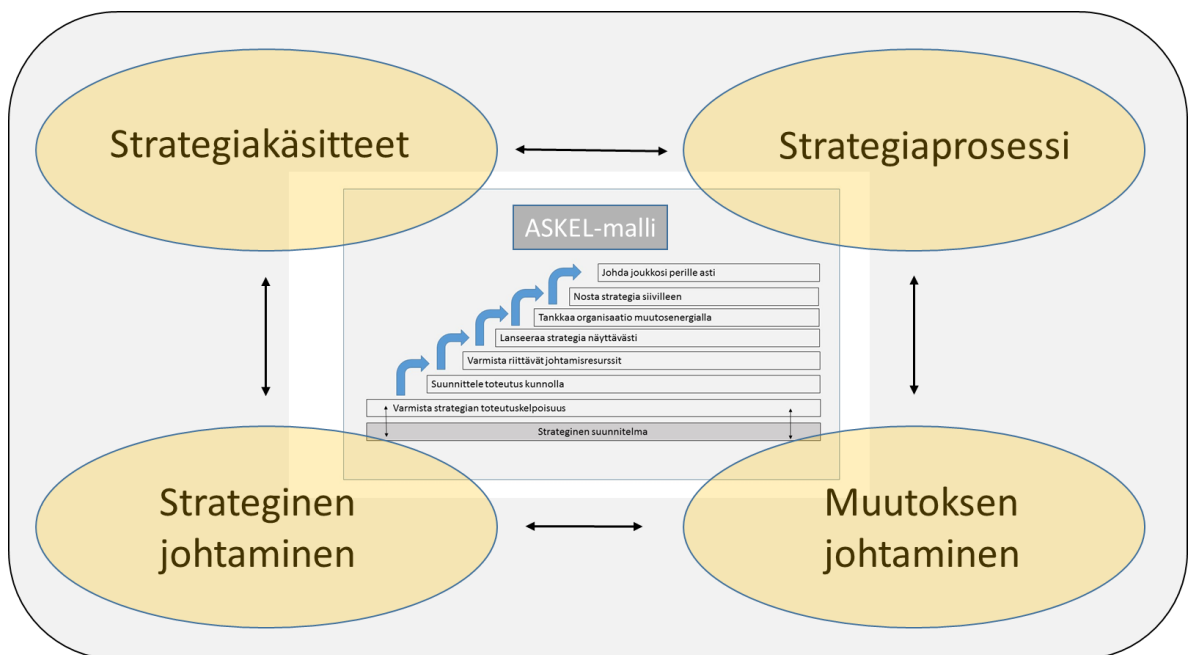 Strategiakäsitteet
Strategiaprosessi
ASKEL-malli
Johda joukkosi perille asti
Nosta strategia siivilleen
Tankkaa organisaatio muutosenergialla
Lanseeraa strategia näyttävästi
Varmista riittävät johtamisresurssit
Suunnittele toteutus kunnolla
Varmista strategian toteutuskelpoisuus
Strateginen suunnitelma
Strateginen
johtaminen
Muutoksen
johtaminen